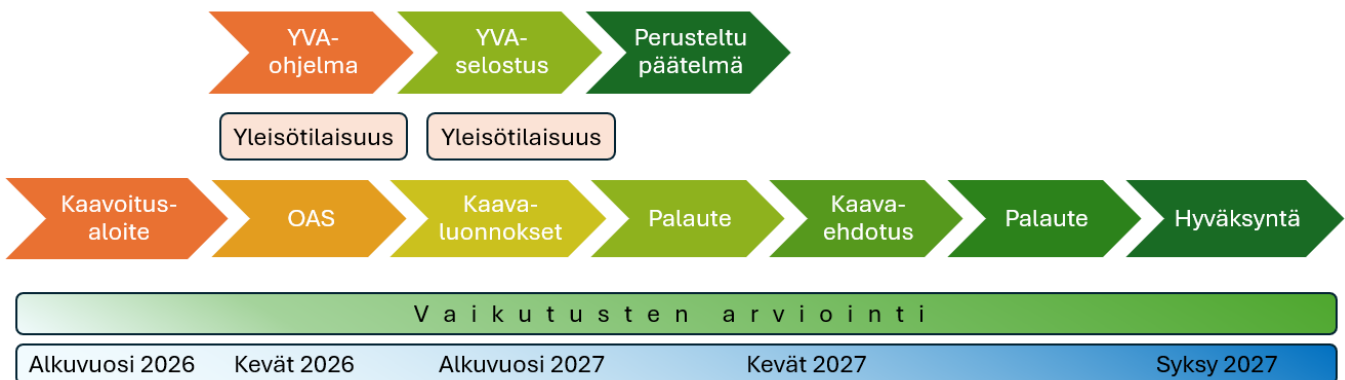 YVA-
ohjelma
YVA-
selostus
Perusteltu
päätelmä
Yleisötilaisuus
Yleisötilaisuus
Kaavoitus-
aloite
OAS
Kaava-
luonnokset
Palaute
Kaava-
ehdotus
Palaute
Hyväksyntä
Vaikutusten arviointi
Alkuvuosi 2026
Kevät 2026
Alkuvuosi 2027
Kevät 2027
Syksy 2027